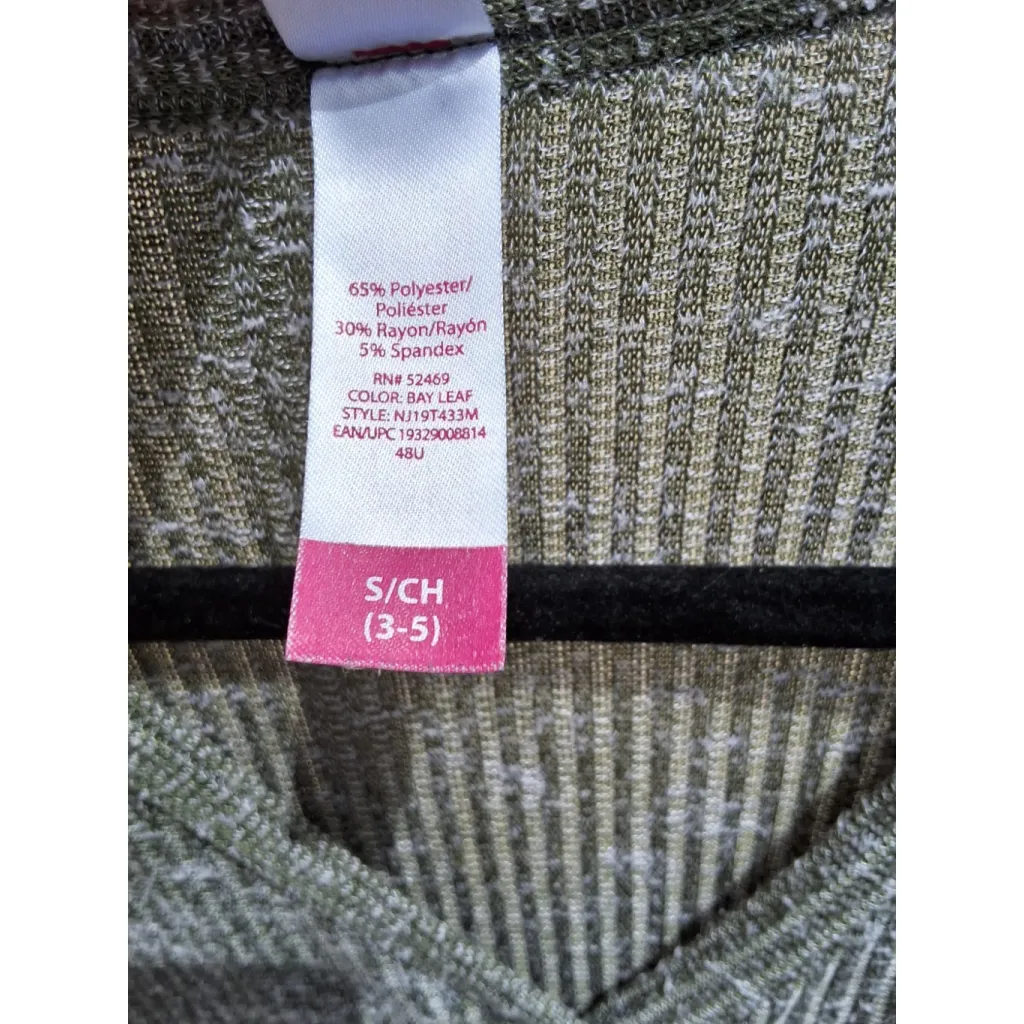 65% Polyester/
Poliéster
30% Rayon/Rayón
5% Spandex
RN# 52469
COLOR: BAY LEAF
STYLE: NJ19T433M
EAN/UPC 19329008814
48U
S/CH
(3-5)